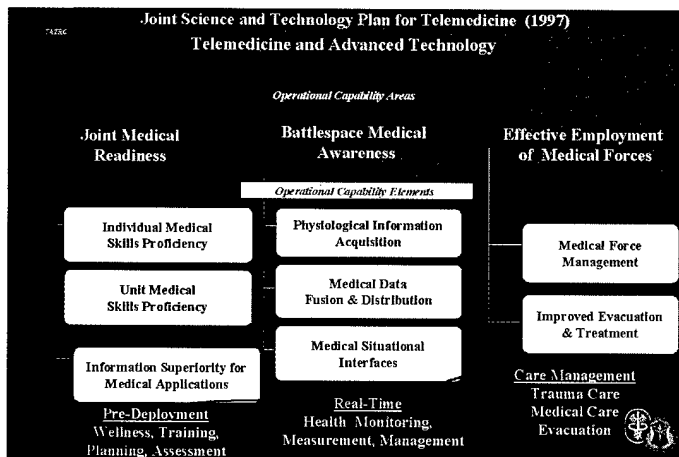 Joint Science and Technology Plan for Telemedicine (1997)
TATRC
Telemedicine and Advanced Technology
Operational Capability Areas
Joint Medical
Readiness
Battlespace Medical
Awareness
Effective Employment
of Medical Forces
Operational Capability Elements
Individual Medical
Skills Proficiency
Unit Medical
Skills Proficiency
Information Superiority for
Medical Applications
Physiological Information
Acquisition
Medical Data
Fusion & Distribution
Medical Situational
Interfaces
Medical Force
Management
Improved Evacuation
& Treatment
Pre-Deployment
Wellness, Training,
Planning, Assessment
Real-Time
Health Monitoring,
Measurement, Management
Care Management
Trauma Care
Medical Care
Evacuation